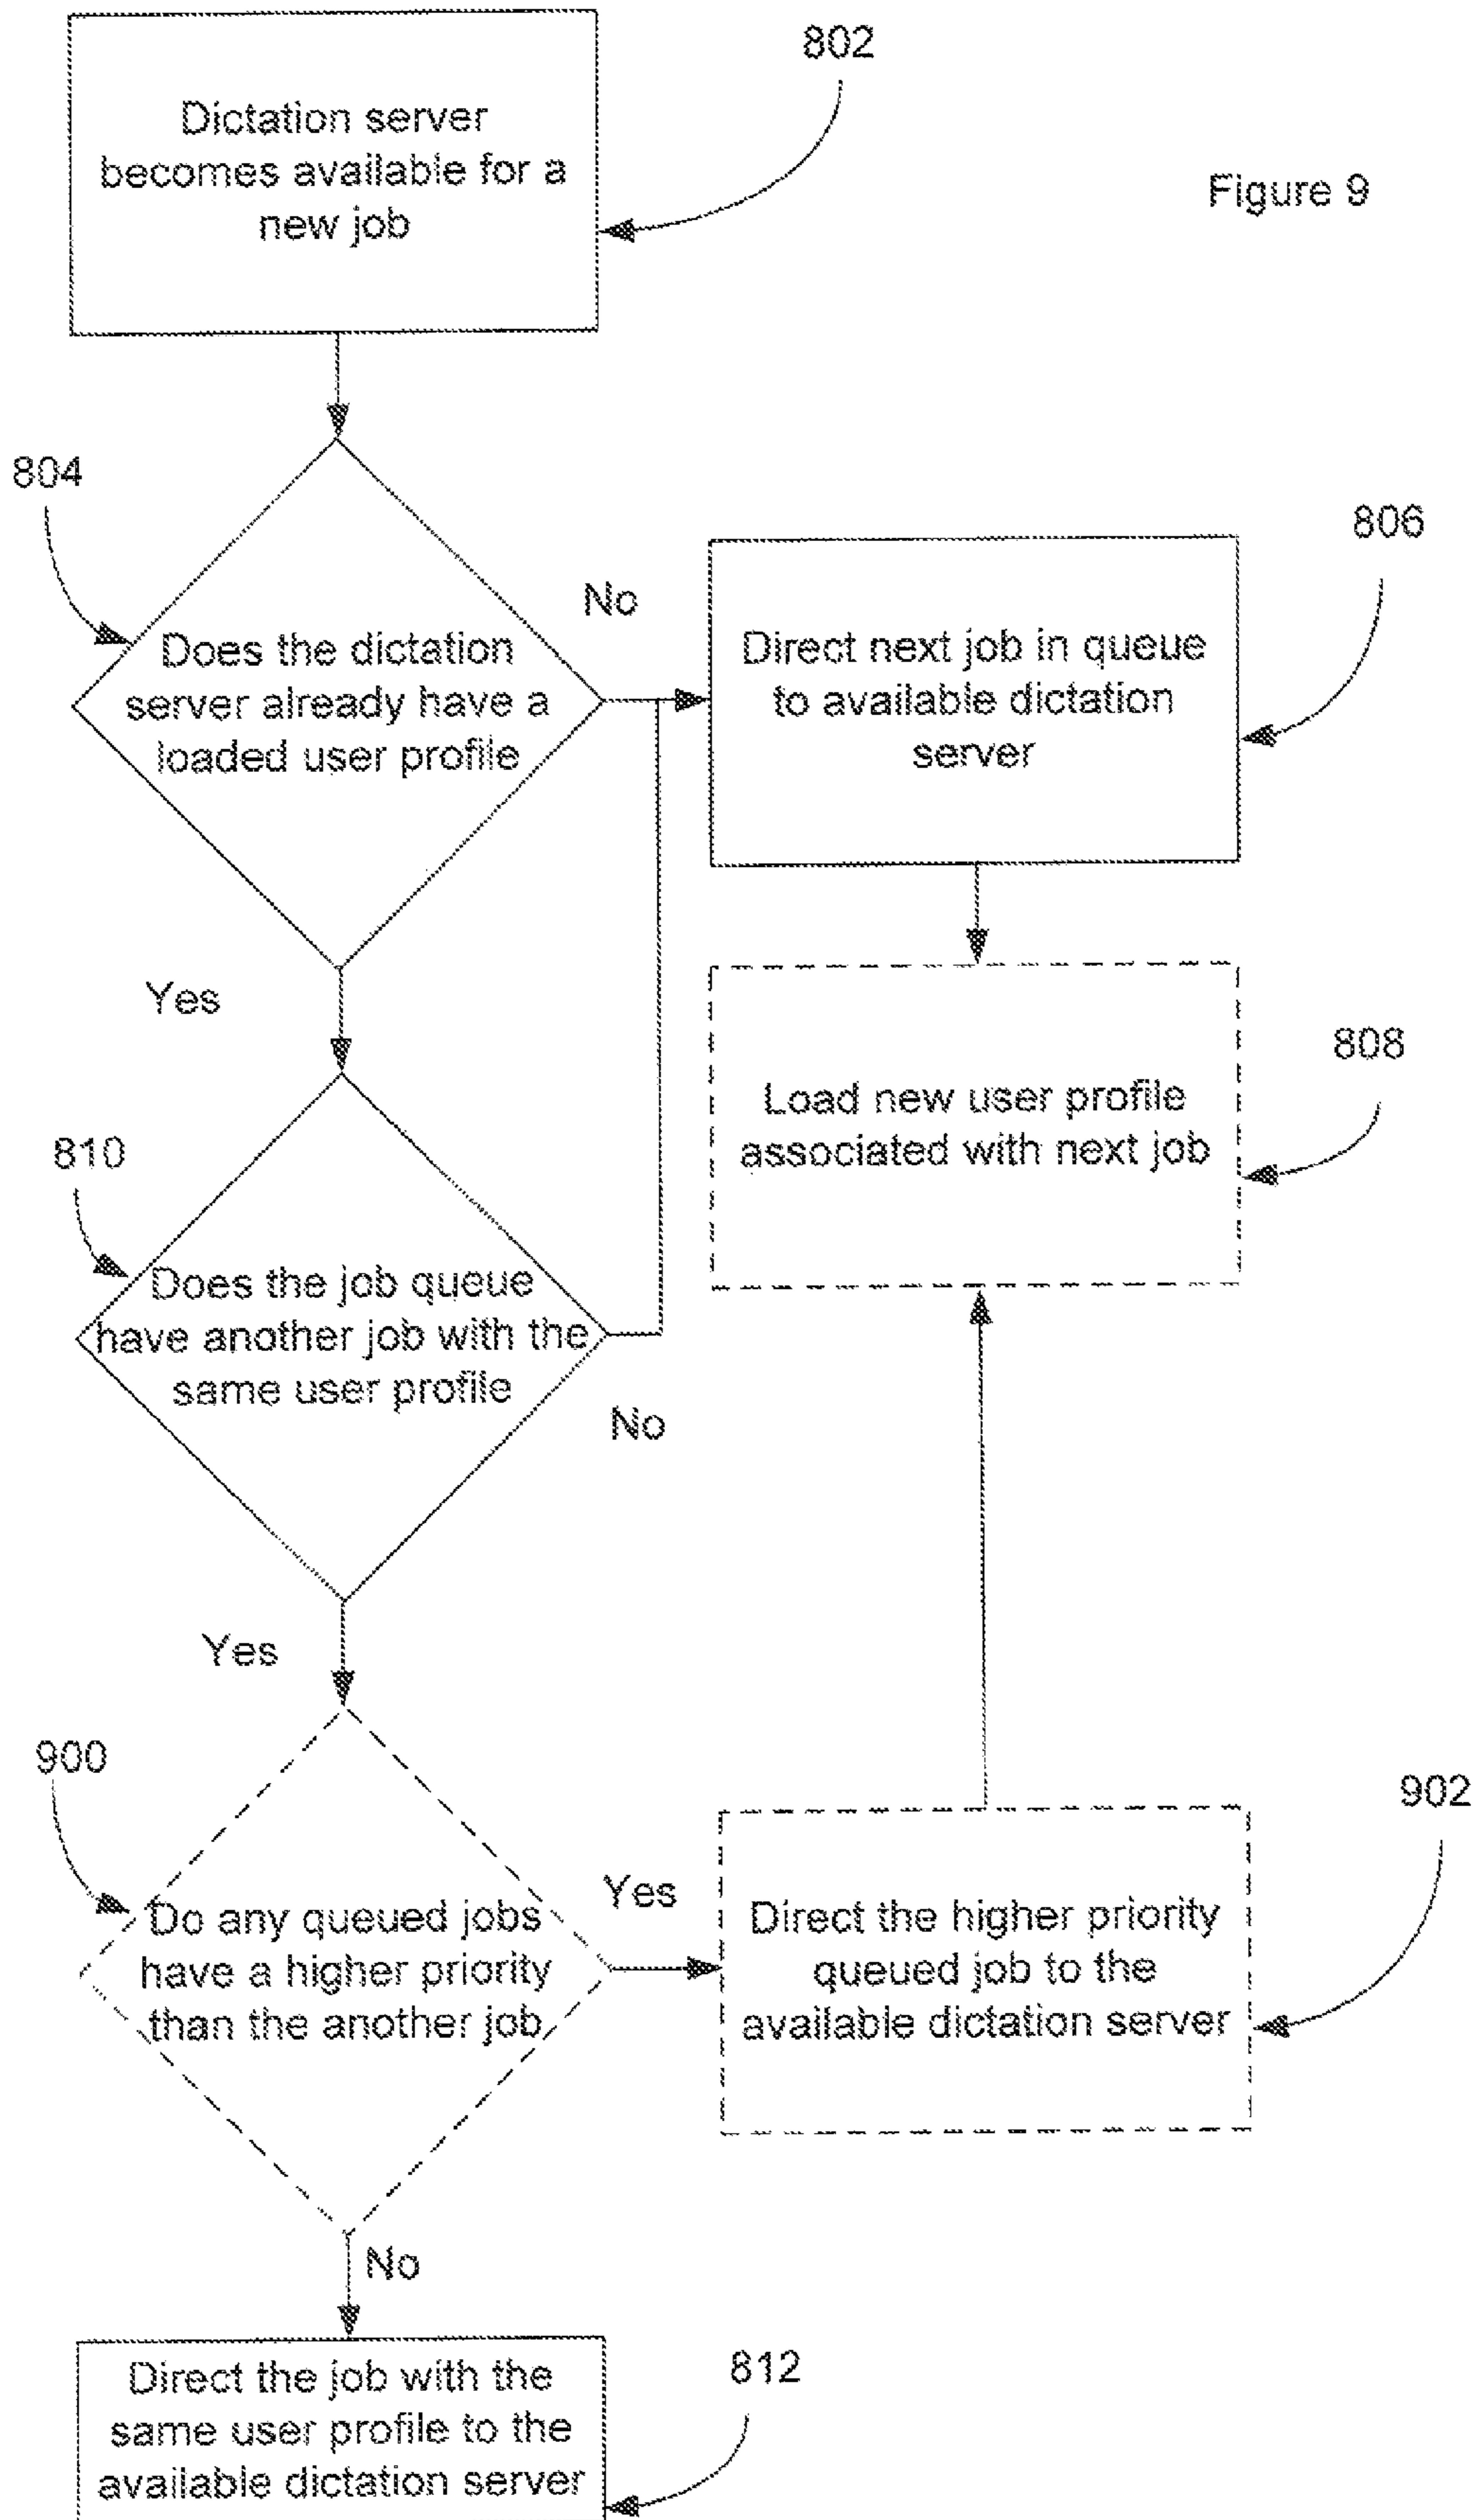 802
Dictation server
becomes available for a
new job
Figure 9
804
806
No
Does the dictation
server already have a
loaded user profile
Direct next job in queue
to available dictation
server
Yes
808
Load new user profile
associated with next job
810
Does the job queue
have another job with the
same user profile
No
Yes
900
902
Yes
Do any queued jobs
have a higher priority
than the another job
Direct the higher priority
queued job to the
available dictation server
No
812
Direct the job with the
same user profile to the
available dictation server